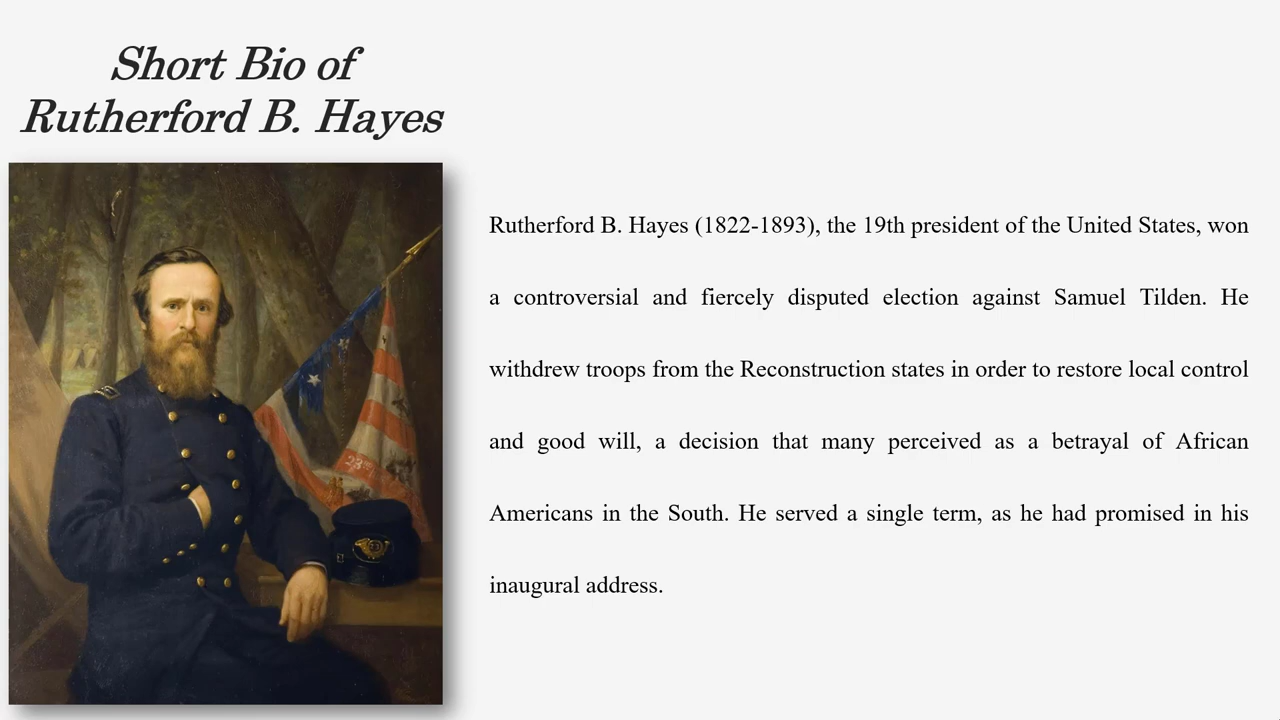 Short Bio of
Rutherford B. Hayes
Rutherford B. Hayes (1822-1893), the 19th president of the United States, won
a controversial and fiercely disputed election against Samuel Tilden. He
withdrew troops from the Reconstruction states in order to restore local control
and good will, a decision that many perceived as a betrayal of African
Americans in the South. He served a single term, as he had promised in his
inaugural address.
23